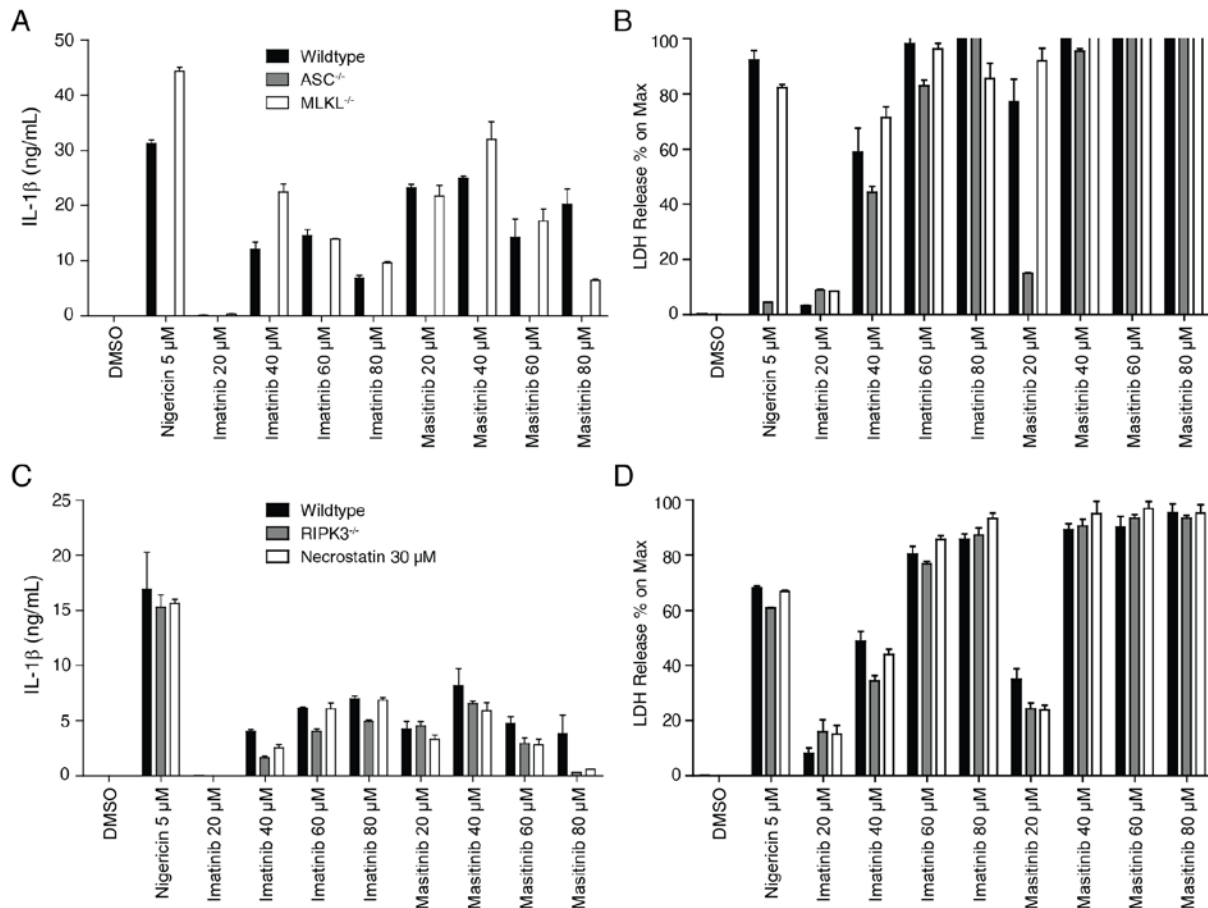 A
IL-1β (ng/mL)
50
40
30
20
10
0
Wildtype
ASC-/-
MLKL-/-
DMSO
Nigericin 5 µM
Imatinib 20 µM
Imatinib 40 µM
Imatinib 60 µM
Imatinib 80 µM
Masitinib 20 µM
Masitinib 40 µM
Masitinib 60 µM
Masitinib 80 µM
B
LDH Release % on Max
100
80
60
40
20
0
DMSO
Nigericin 5 µM
Imatinib 20 µM
Imatinib 40 µM
Imatinib 60 µM
Imatinib 80 µM
Masitinib 20 µM
Masitinib 40 µM
Masitinib 60 µM
Masitinib 80 µM
C
IL-1β (ng/mL)
25
20
15
10
5
0
Wildtype
RIPK3-/-
Necrostatin 30 µM
DMSO
Nigericin 5 µM
Imatinib 20 µM
Imatinib 40 µM
Imatinib 60 µM
Imatinib 80 µM
Masitinib 20 µM
Masitinib 40 µM
Masitinib 60 µM
Masitinib 80 µM
D
LDH Release % on Max
100
80
60
40
20
0
DMSO
Nigericin 5 µM
Imatinib 20 µM
Imatinib 40 µM
Imatinib 60 µM
Imatinib 80 µM
Masitinib 20 µM
Masitinib 40 µM
Masitinib 60 µM
Masitinib 80 µM